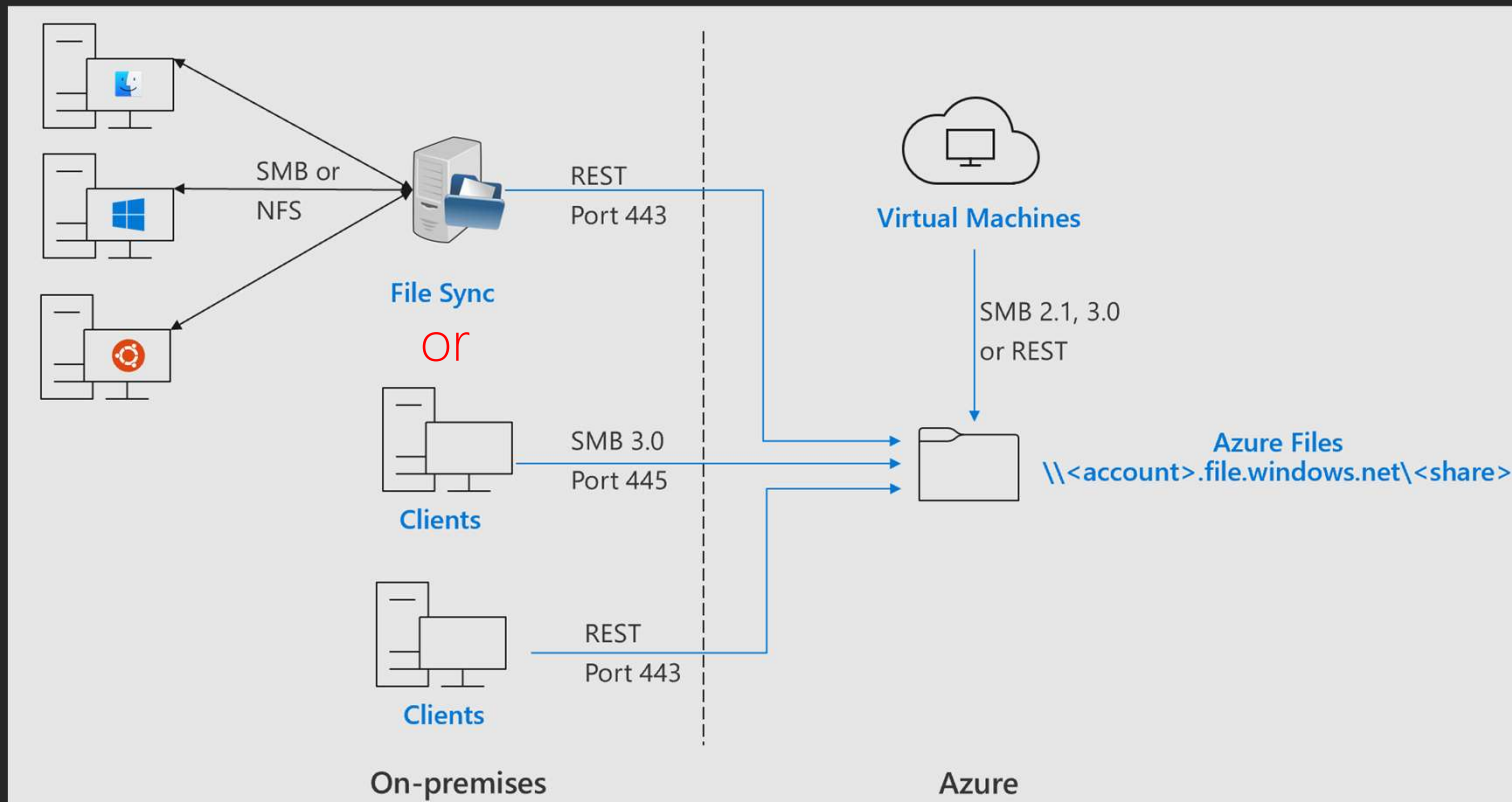 SMB or
NFS
File Sync
or
REST
Port 443
SMB 3.0
Port 445
Clients
REST
Port 443
Clients
On-premises
Virtual Machines
SMB 2.1, 3.0
or REST
Azure Files
\\<account>.file.windows.net\<share>
Azure